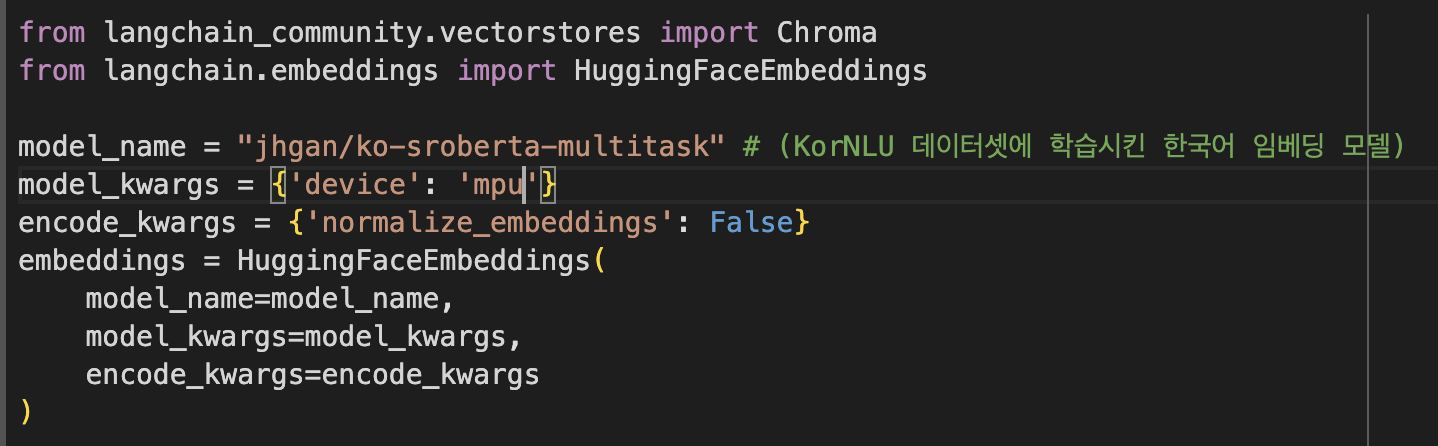 from langchain_community.vectorstores import Chroma
from langchain.embeddings import HuggingFaceEmbeddings
model_name = "jhgan/ko-sroberta-multitask" # (KorNLU 데이터셋에 학습시킨 한국어 임베딩 모델)
model_kwargs = {'device': 'mpu'}
encode_kwargs = {'normalize_embeddings': False}
embeddings = HuggingFaceEmbeddings(
    model_name=model_name,
    model_kwargs=model_kwargs,
    encode_kwargs=encode_kwargs
)